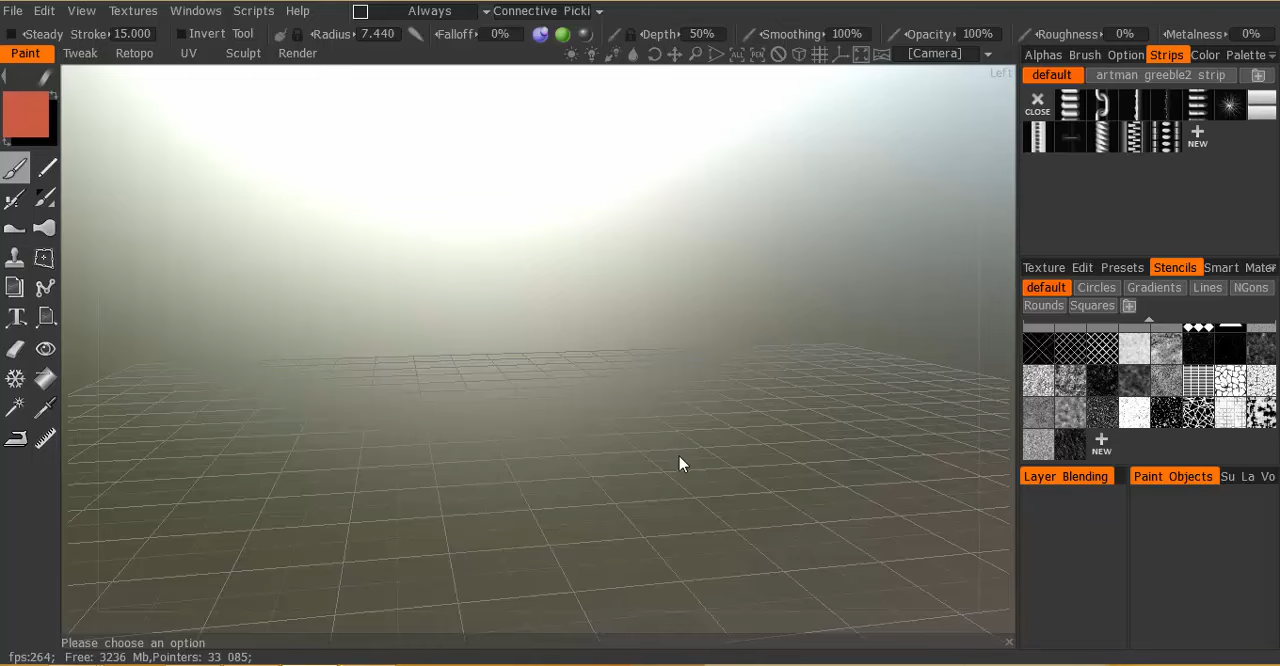 File Edit View Textures Windows Scripts Help Always Connective Picki
Steady Stroke 15.000 Invert Tool Radius 7.440 Falloff 0% Depth 50% Smoothing 100% Opacity 100% Roughness 0% Metalness 0%
Paint Tweak Retopo UV Sculpt Render ALL PEN [Camera]
Left
Alphas Brush Option Strips Color Palette
default artman greeble2 strip
CLOSE
NEW
Texture Edit Presets Stencils Smart Mate
default Circles Gradients Lines NGons
Rounds Squares
NEW
Layer Blending Paint Objects Su La Vo
Please choose an option
fps:264; Free: 3236 Mb,Pointers: 33 085;